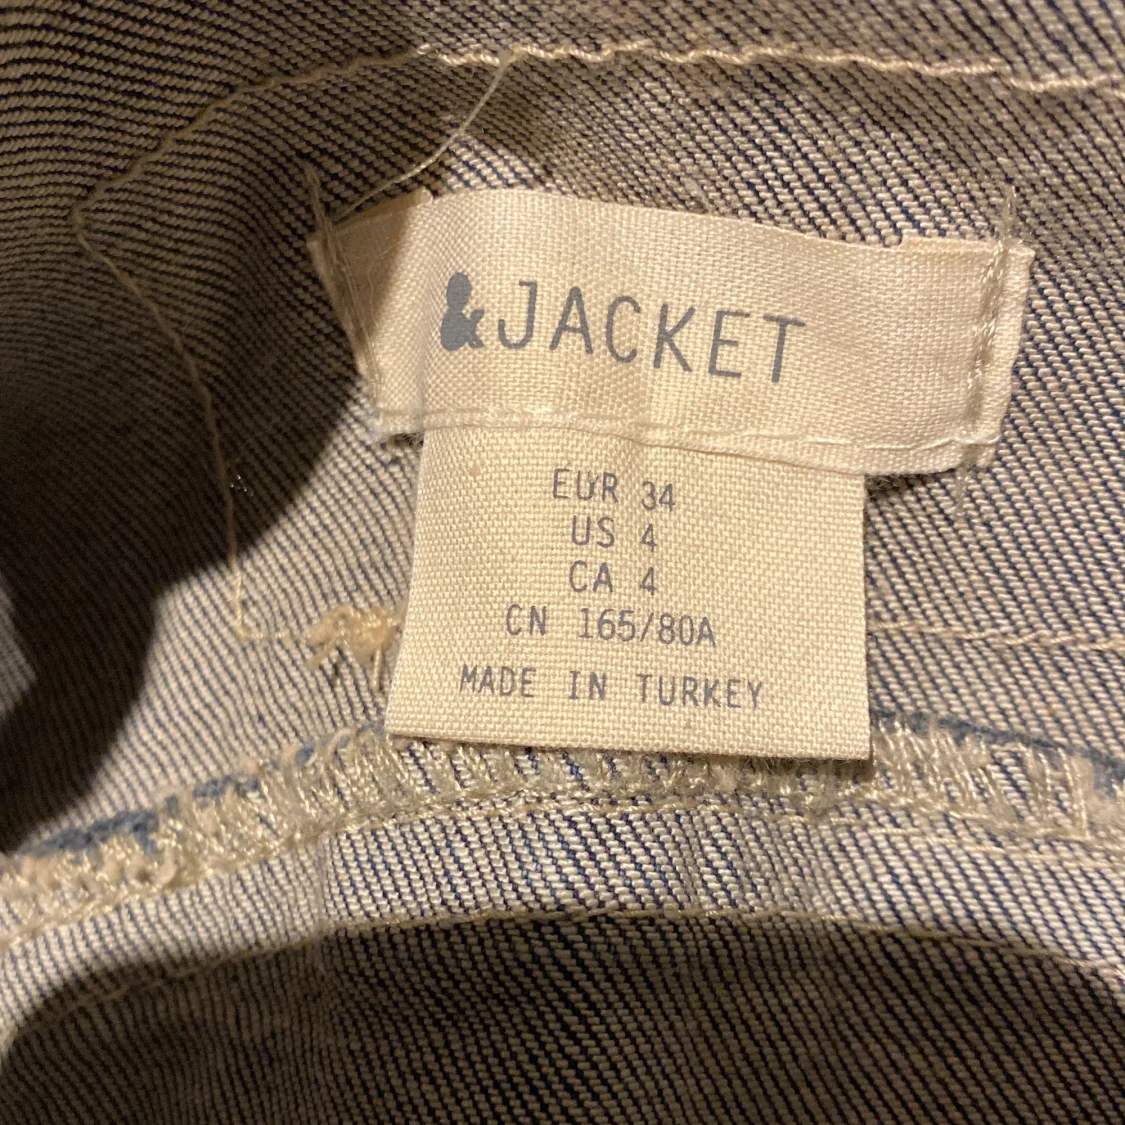 &JACKET
EUR 34
US 4
CA 4
CN 165/80A
MADE IN TURKEY